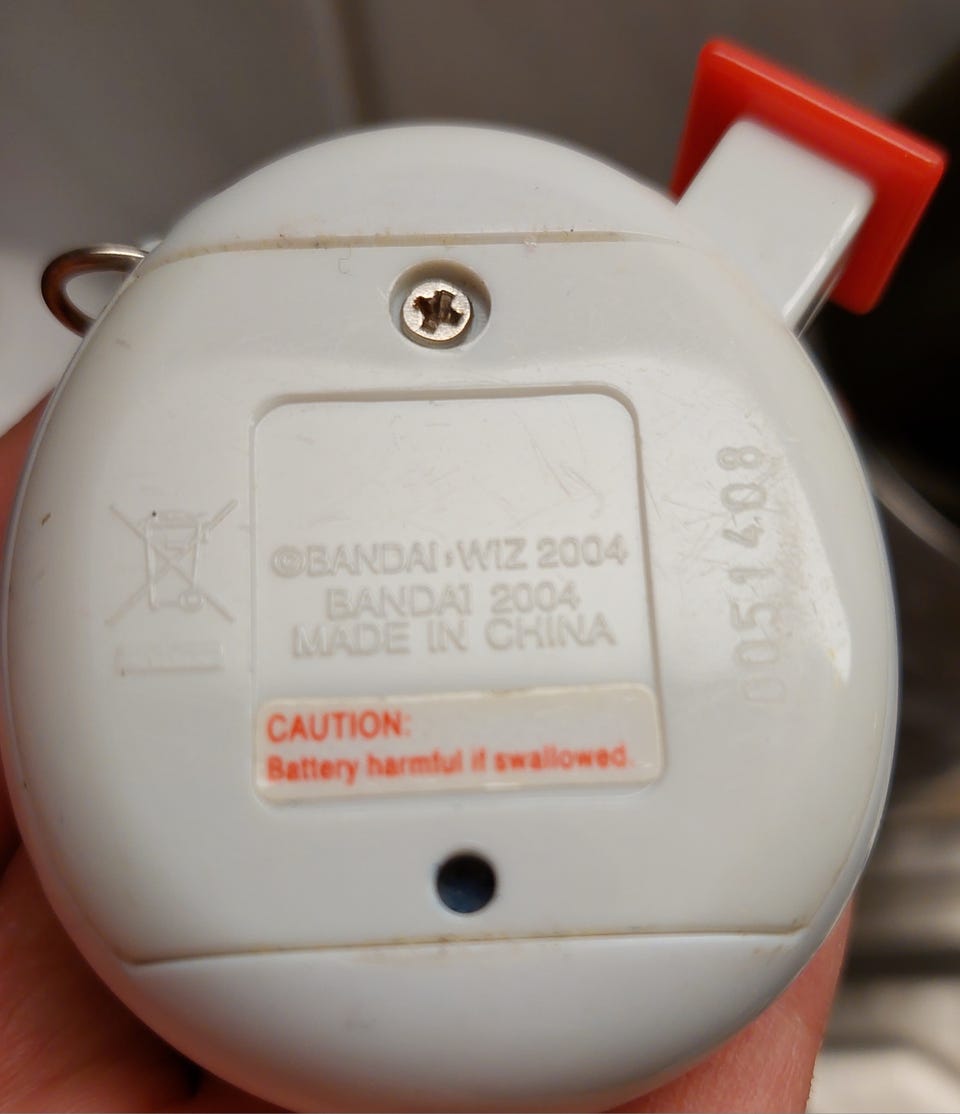 ©BANDAI・WIZ 2004
BANDAI 2004
MADE IN CHINA
CAUTION:
Battery harmful if swallowed.
0051408